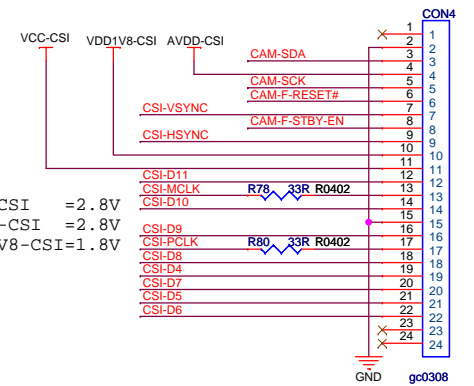 CON4
VCC-CSI VDD1V8-CSI AVDD-CSI
1 1
2 2
CAM-SDA 3 3
4 4
CAM-SCK 5 5
CAM-F-RESET# 6 6
CSI-VSYNC 7 7
CAM-F-STBY-EN 8 8
CSI-HSYNC 9 9
10 10
11 11
CSI-D11 12 12
CSI-MCLK R78 33R R0402 13 13
CSI-D10 14 14
15 15
CSI-D9 16 16
CSI-PCLK R80 33R R0402 17 17
CSI-D8 18 18
CSI-D4 19 19
CSI-D7 20 20
CSI-D5 21 21
CSI-D6 22 22
23 23
24 24
CSI =2.8V
-CSI =2.8V
V8-CSI=1.8V
GND gc0308